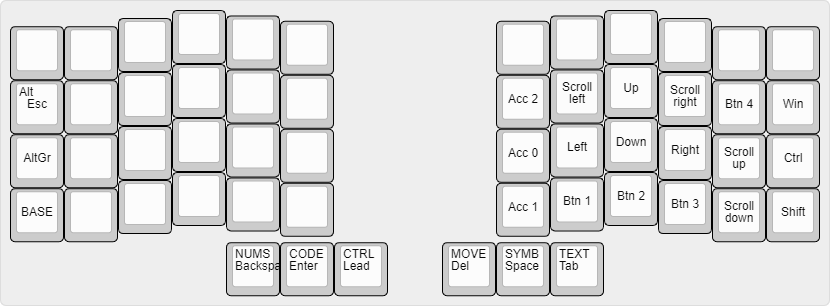 Alt
Esc
AltGr
BASE
NUMS
Backspa
CODE
Enter
CTRL
Lead
Acc 2
Scroll
left
Up
Scroll
right
Btn 4
Win
Acc 0
Left
Down
Right
Scroll
up
Ctrl
Acc 1
Btn 1
Btn 2
Btn 3
Scroll
down
Shift
MOVE
Del
SYMB
Space
TEXT
Tab